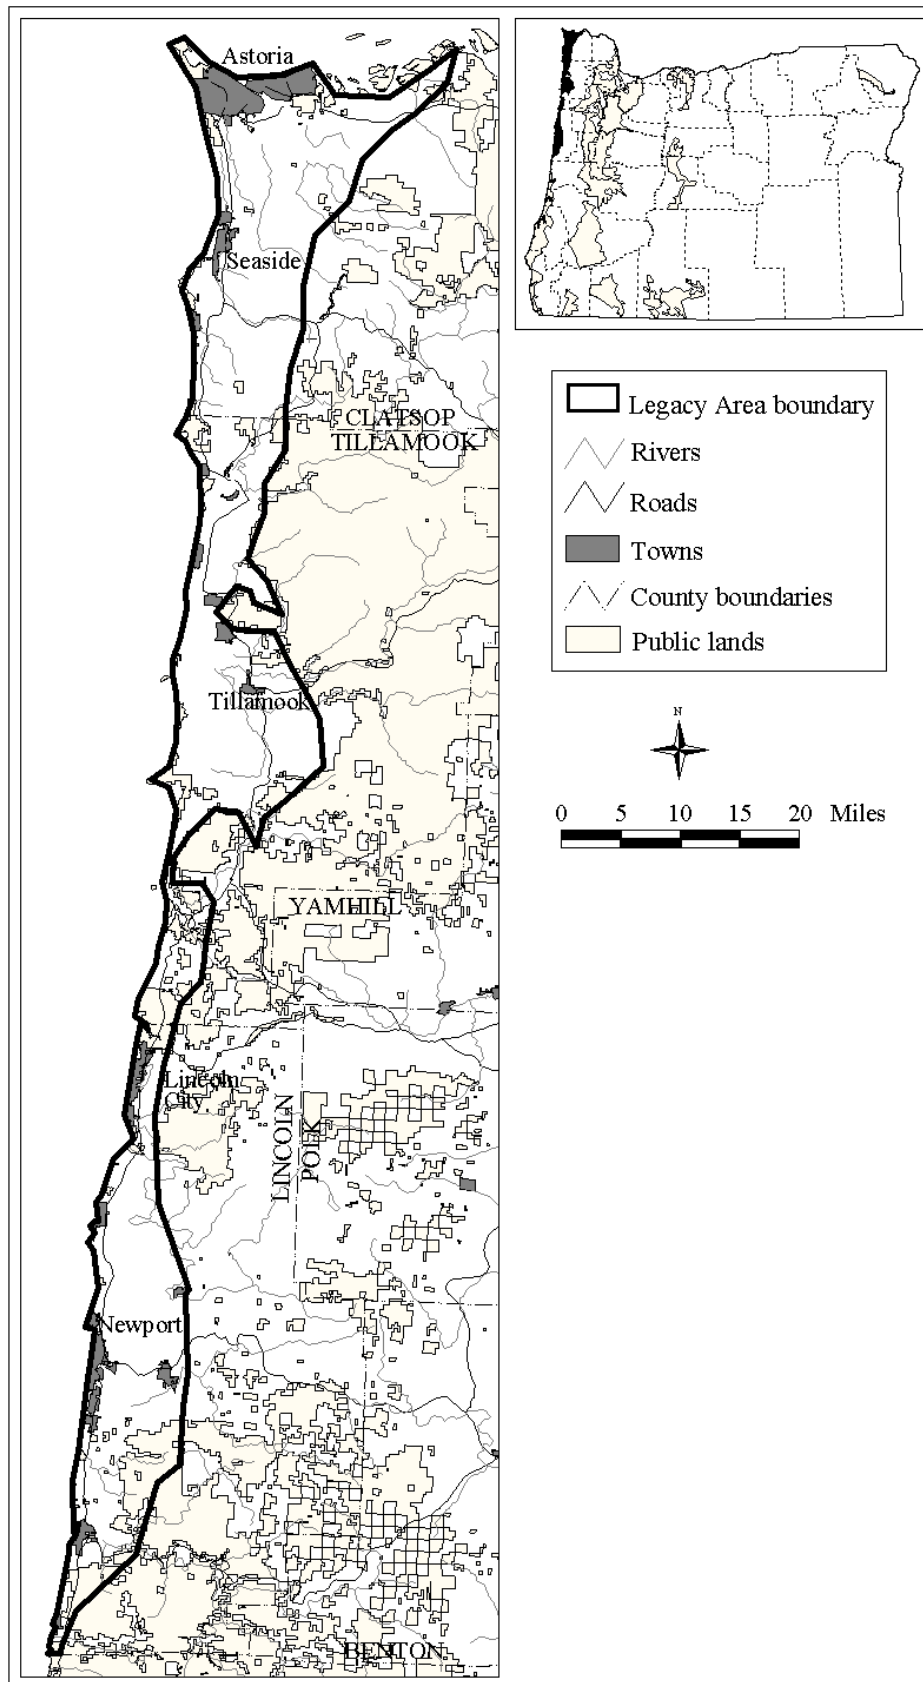 Astoria
Seaside
CLATSOP
TILLAMOOK
Tillamook
YAMHILL
Lincoln
City
LINCOLN
POLK
Newport
BENTON
Legacy Area boundary
Rivers
Roads
Towns
County boundaries
Public lands
N
0 5 10 15 20 Miles